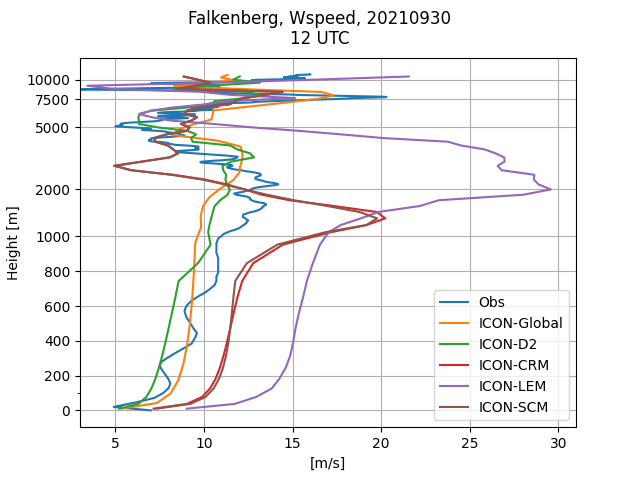 Falkenberg, Wspeed, 20210930
12 UTC
10000
7500
5000
2000
1000
800
600
400
200
0
Height [m]
5
10
15
20
25
30
[m/s]
Obs
ICON-Global
ICON-D2
ICON-CRM
ICON-LEM
ICON-SCM